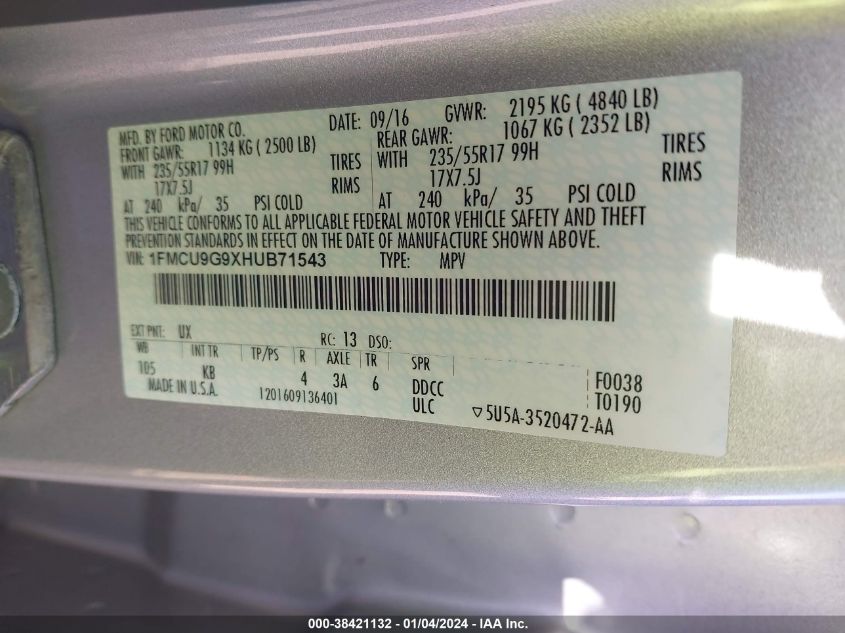 MFD. BY FORD MOTOR CO. DATE: 09/16 GVWR: 2195 KG ( 4840 LB)
FRONT GAWR: 1134 KG ( 2500 LB) REAR GAWR: 1067 KG ( 2352 LB)
WITH 235/55R17 99H TIRES WITH 235/55R17 99H TIRES
17X7.5J RIMS 17X7.5J RIMS
AT 240 kPa/ 35 PSI COLD AT 240 kPa/ 35 PSI COLD
THIS VEHICLE CONFORMS TO ALL APPLICABLE FEDERAL MOTOR VEHICLE SAFETY AND THEFT
PREVENTION STANDARDS IN EFFECT ON THE DATE OF MANUFACTURE SHOWN ABOVE.
VIN: 1FMCU9G9XHUB71543 TYPE: MPV
EXT PNT: UX RC: 13 DSO:
WB INT TR TP/PS R AXLE TR SPR
105 KB 4 3A 6 DDCC F0038
MADE IN U.S.A. 1201609136401 ULC T0190
▽5U5A-3520472-AA
000-38421132 - 01/04/2024 - IAA Inc.